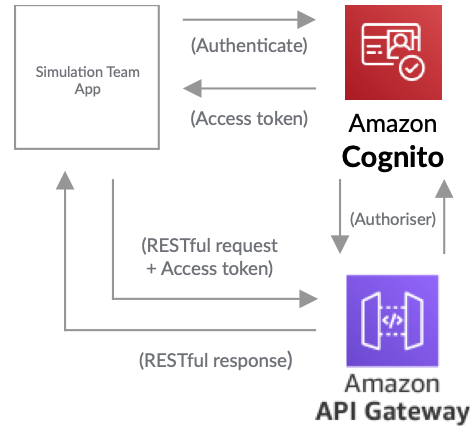 (Authenticate)
Simulation Team
App
(Access token)
Amazon
Cognito
(Authoriser)
(RESTful request
+ Access token)
(RESTful response)
Amazon
API Gateway